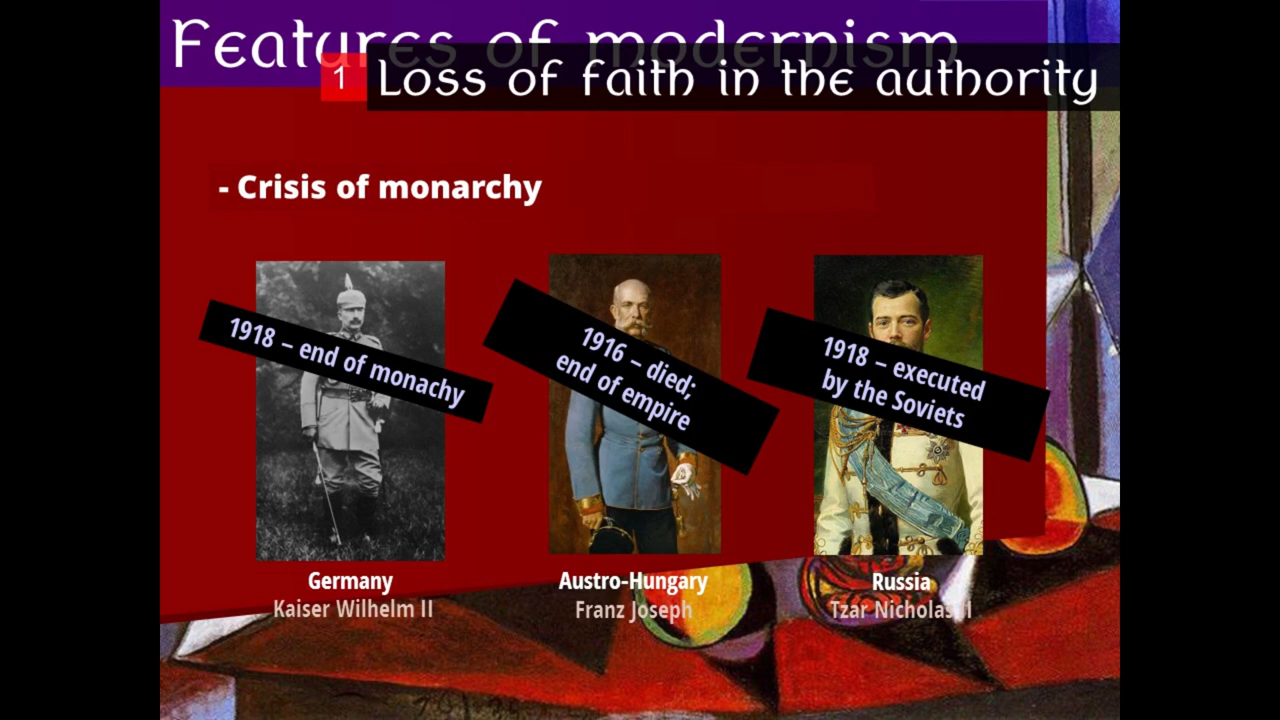 Features of modernism
1 Loss of faith in the authority
- Crisis of monarchy
1918 – end of monachy
1916 – died;
end of empire
1918 – executed
by the Soviets
Germany
Kaiser Wilhelm II
Austro-Hungary
Franz Joseph
Russia
Tzar Nicholas II